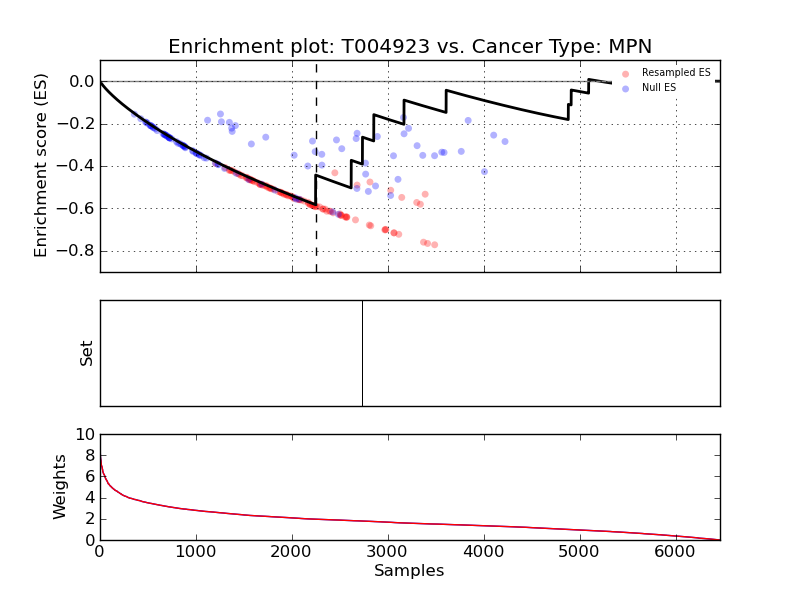 Enrichment plot: T004923 vs. Cancer Type: MPN
Enrichment score (ES)
0.0
−0.2
−0.4
−0.6
−0.8
Resampled ES
Null ES
Set
Weights
10
8
6
4
2
0
0
1000
2000
3000
4000
5000
6000
Samples